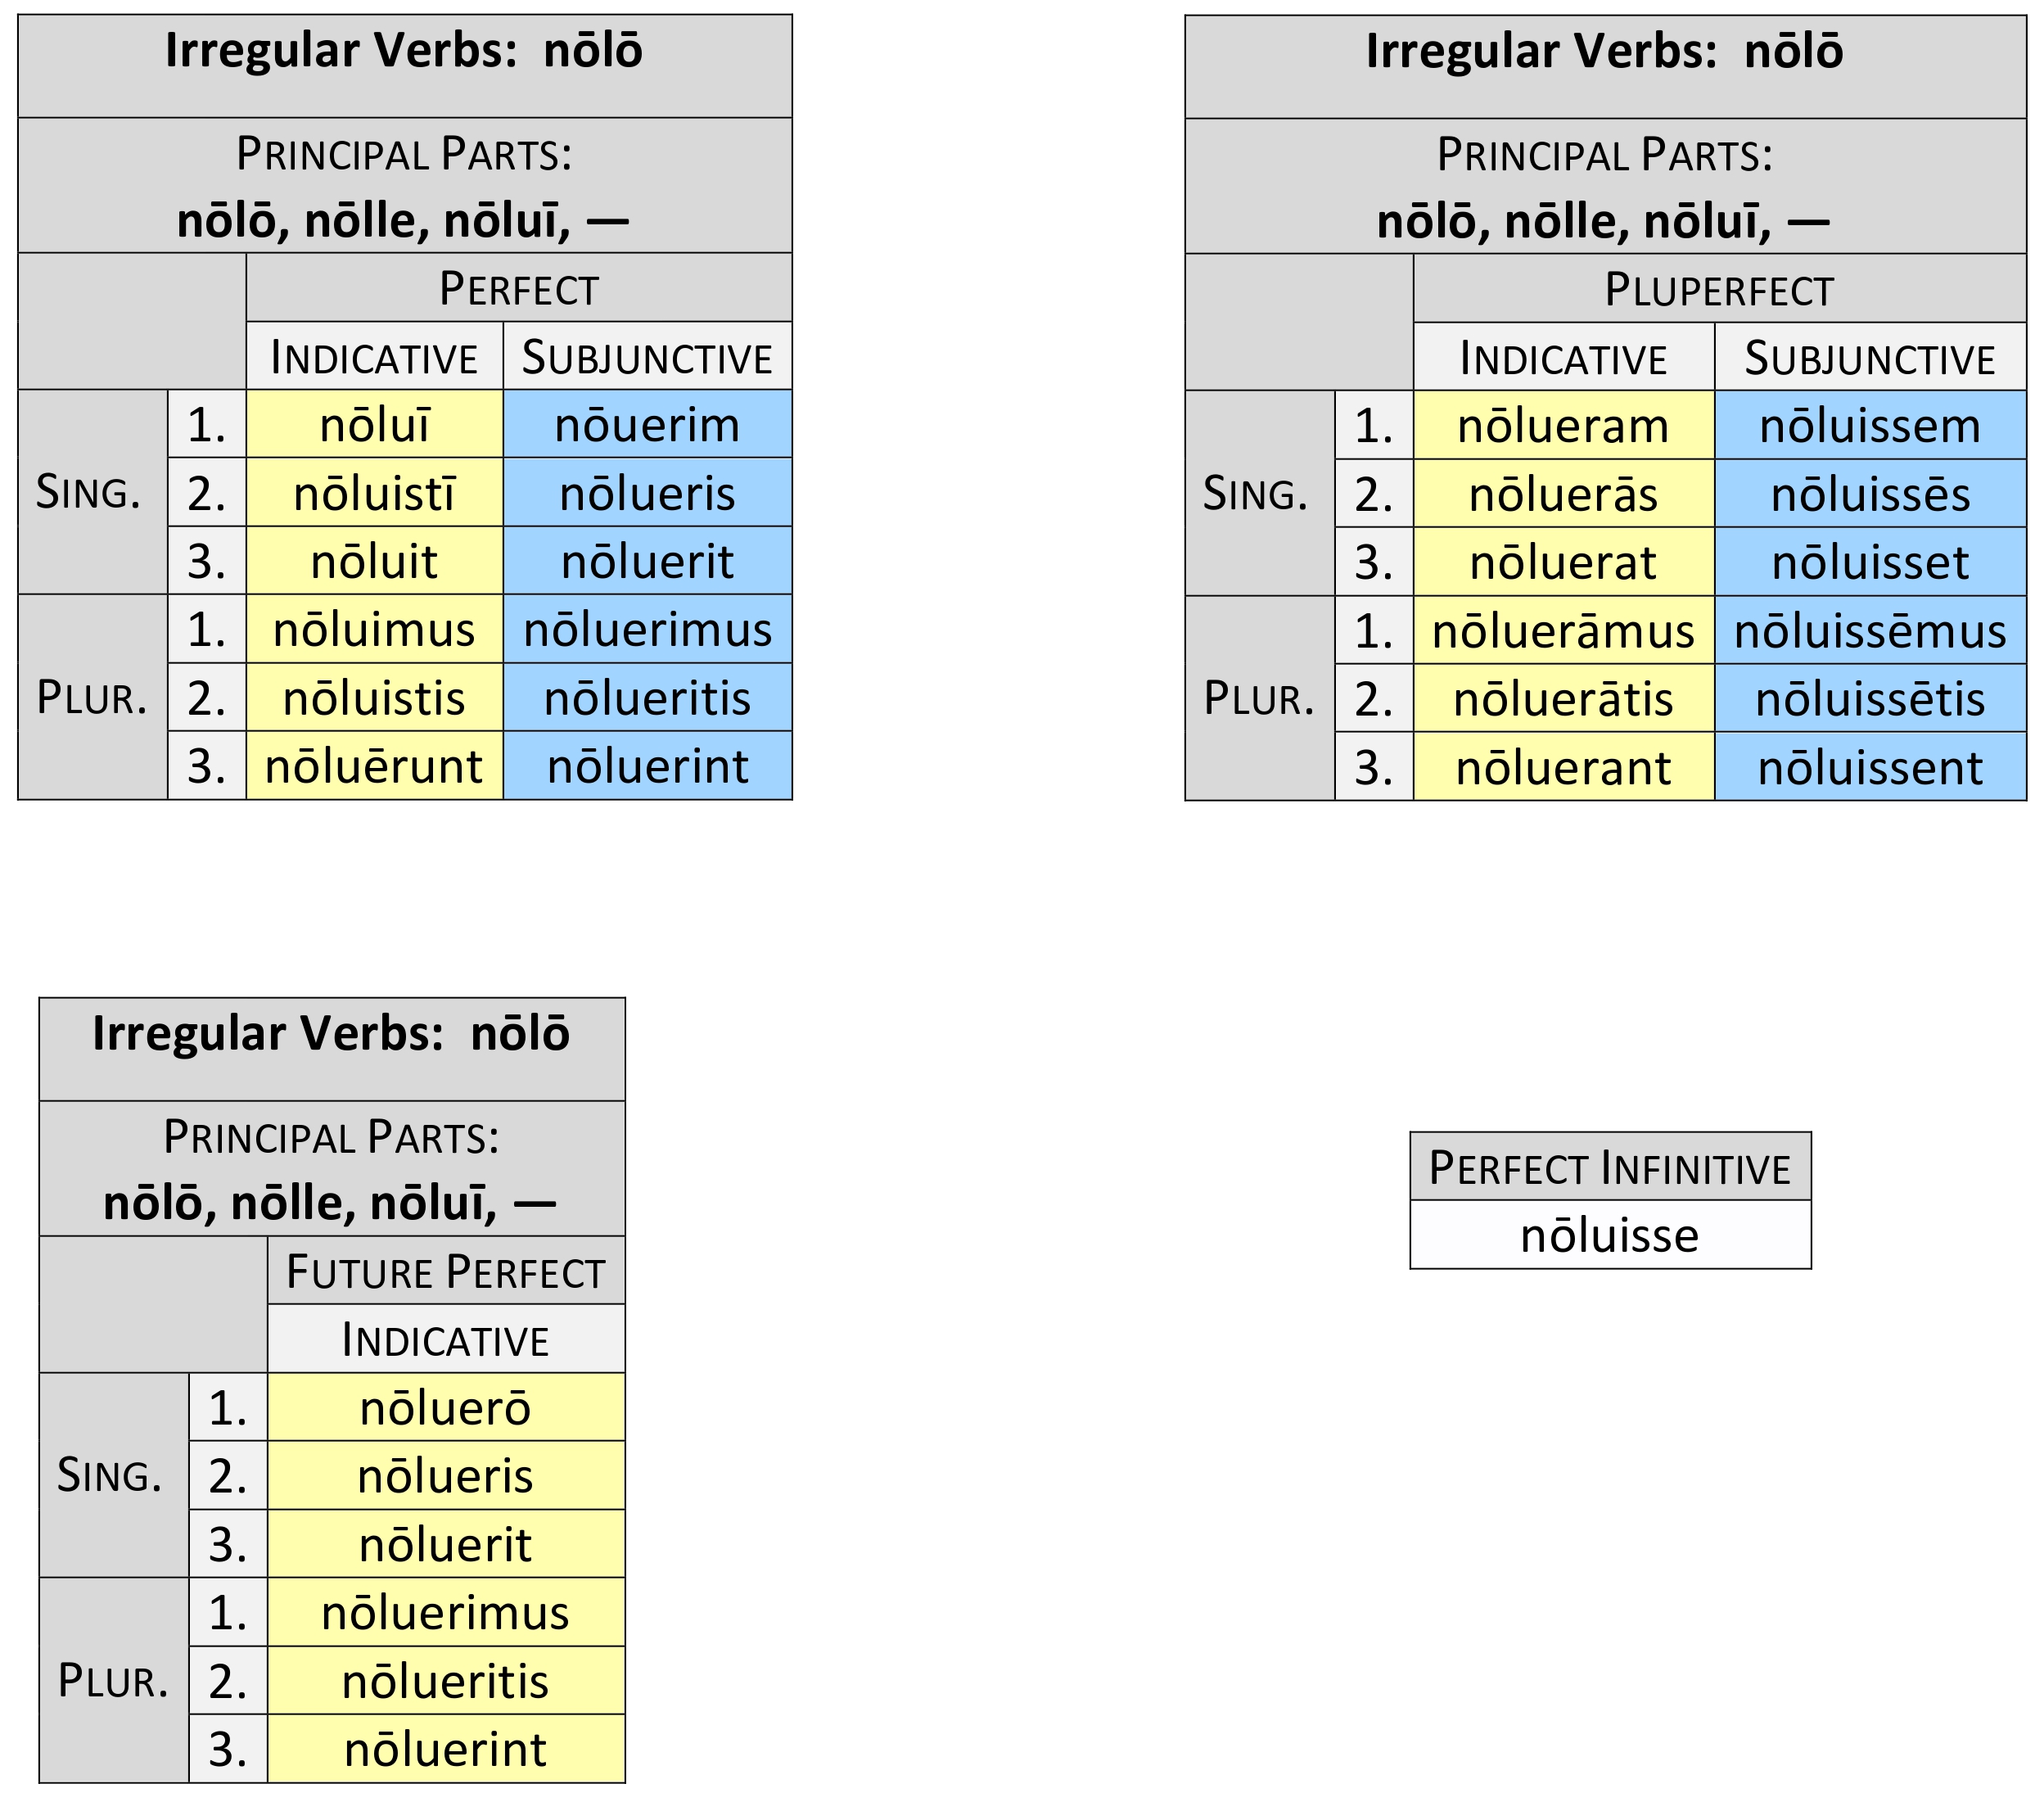 Irregular Verbs: nōlō
PRINCIPAL PARTS:
nōlō, nōlle, nōluī, —
PERFECT
INDICATIVE SUBJUNCTIVE
SING. 1. nōluī nōuerim
2. nōluistī nōlueris
3. nōluit nōluerit
PLUR. 1. nōluimus nōluerimus
2. nōluistis nōlueritis
3. nōluērunt nōluerint
Irregular Verbs: nōlō
PRINCIPAL PARTS:
nōlō, nōlle, nōluī, —
PLUPERFECT
INDICATIVE SUBJUNCTIVE
SING. 1. nōlueram nōluissem
2. nōluerās nōluissēs
3. nōluerat nōluisset
PLUR. 1. nōluerāmus nōluissēmus
2. nōluerātis nōluissētis
3. nōluerant nōluissent
Irregular Verbs: nōlō
PRINCIPAL PARTS:
nōlō, nōlle, nōluī, —
FUTURE PERFECT
INDICATIVE
SING. 1. nōluerō
2. nōlueris
3. nōluerit
PLUR. 1. nōluerimus
2. nōlueritis
3. nōluerint
PERFECT INFINITIVE
nōluisse